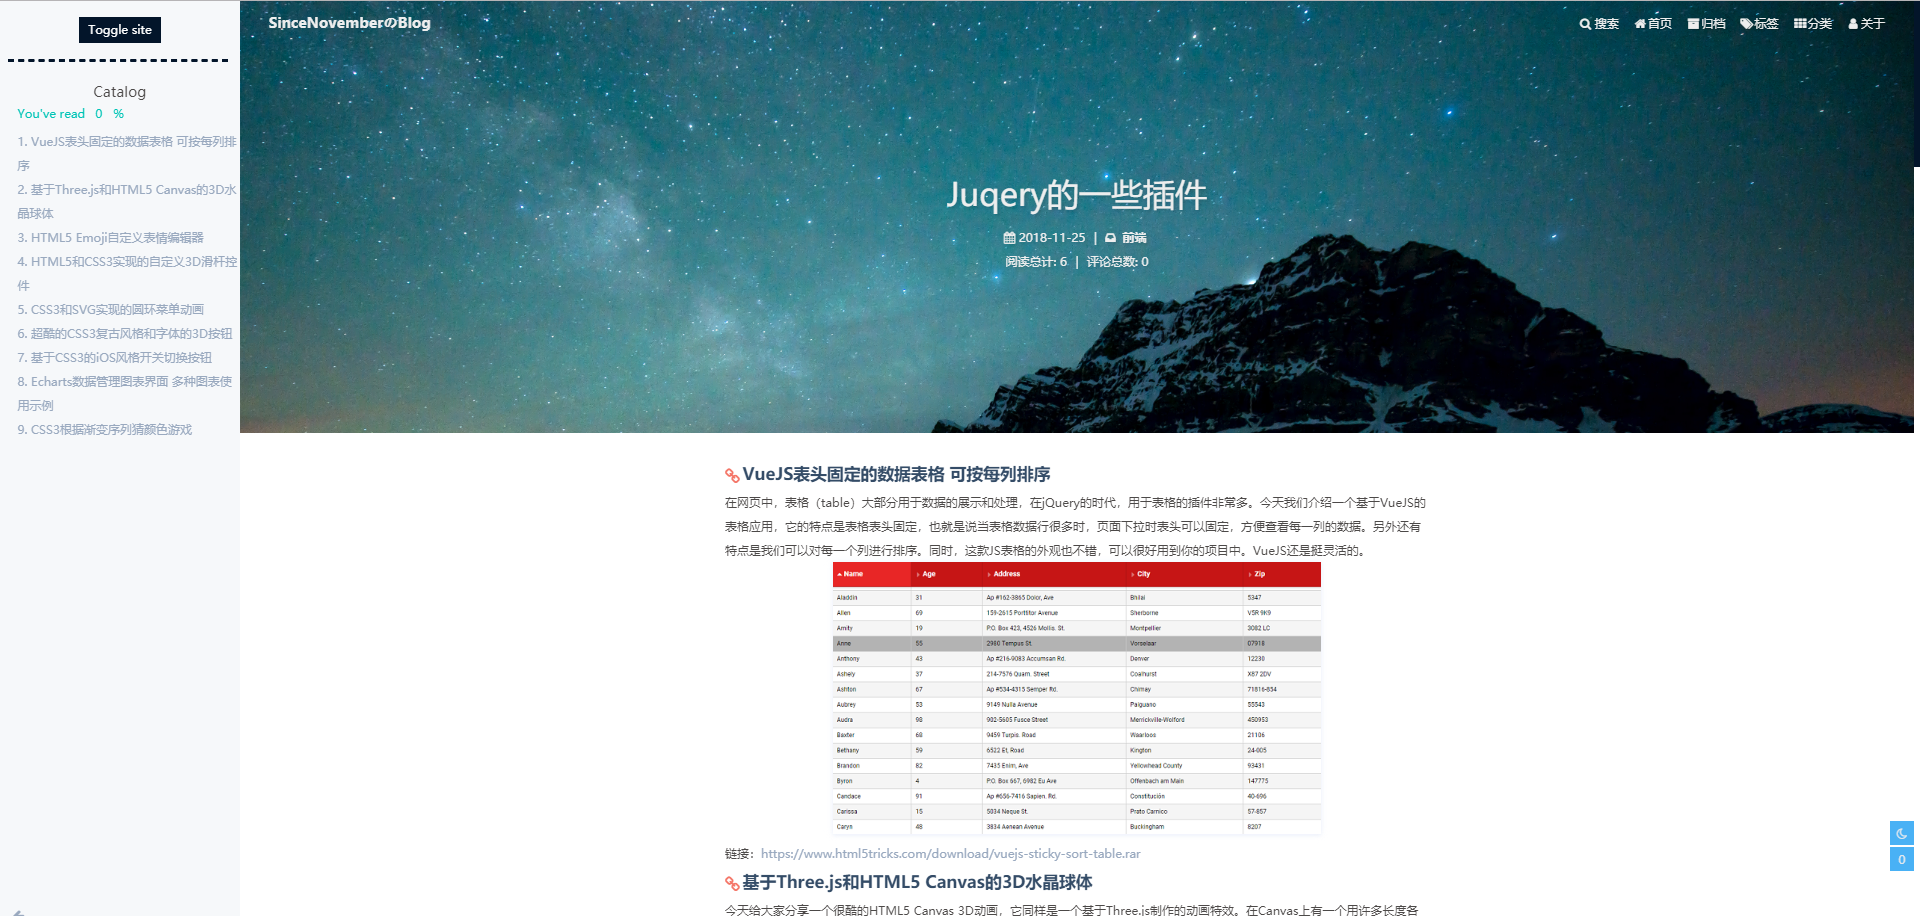 Toggle site
Catalog
You've read 0 %
1. VueJS表头固定的数据表格 可按每列排
序
2. 基于Three.js和HTML5 Canvas的3D水
晶球体
3. HTML5 Emoji自定义表情编辑器
4. HTML5和CSS3实现的自定义3D滑杆控
件
5. CSS3和SVG实现的圆环菜单动画
6. 超酷的CSS3复古风格和字体的3D按钮
7. 基于CSS3的iOS风格开关切换按钮
8. Echarts数据管理图表界面 多种图表使
用示例
9. CSS3根据渐变序列猜颜色游戏
SinceNovemberのBlog
搜索 首页 归档 标签 分类 关于
Juqery的一些插件
2018-11-25 | 前端
阅读总计: 6 | 评论总数: 0
VueJS表头固定的数据表格 可按每列排序
在网页中，表格（table）大部分用于数据的展示和处理，在jQuery的时代，用于表格的插件非常多。今天我们介绍一个基于VueJS的
表格应用，它的特点是表格表头固定，也就是说当表格数据行很多时，页面下拉时表头可以固定，方便查看每一列的数据。另外还有
特点是我们可以对每一个列进行排序。同时，这款JS表格的外观也不错，可以很好用到你的项目中。VueJS还是挺灵活的。
Name Age Address City Zip
Aladdin 31 Ap #162-3865 Dolor, Ave Bhilai 5347
Allen 69 159-2615 Porttitor Avenue Sherborne V5R 9K9
Amity 19 P.O. Box 423, 4526 Mollis. St. Montpellier 3082 LC
Anne 55 2980 Tempus St. Vorselaar 07918
Anthony 43 Ap #216-9083 Accumsan Rd. Denver 12230
Ashely 37 214-7576 Quam. Street Coalhurst X87 2DV
Ashton 67 Ap #534-4315 Semper Rd. Chimay 71816-854
Aubrey 53 9149 Nulla Avenue Paiguano 55543
Audra 98 902-5605 Fusce Street Merrickville-Wolford 450953
Baxter 68 9459 Turpis. Road Waarloos 21106
Bethany 59 6522 Et, Road Kington 24-005
Brandon 82 7435 Enim, Ave Yellowhead County 93431
Byron 4 P.O. Box 667, 6982 Eu Ave Offenbach am Main 147775
Candace 91 Ap #656-7416 Sapien. Rd. Constitución 40-696
Carissa 15 5034 Neque St. Prato Carnico 57-857
Caryn 48 3834 Aenean Avenue Buckingham 8207
链接：https://www.html5tricks.com/download/vuejs-sticky-sort-table.rar
基于Three.js和HTML5 Canvas的3D水晶球体
今天给大家分享一个很酷的HTML5 Canvas 3D动画，它同样是一个基于Three.js制作的动画特效。在Canvas上有一个用许多长度各
0